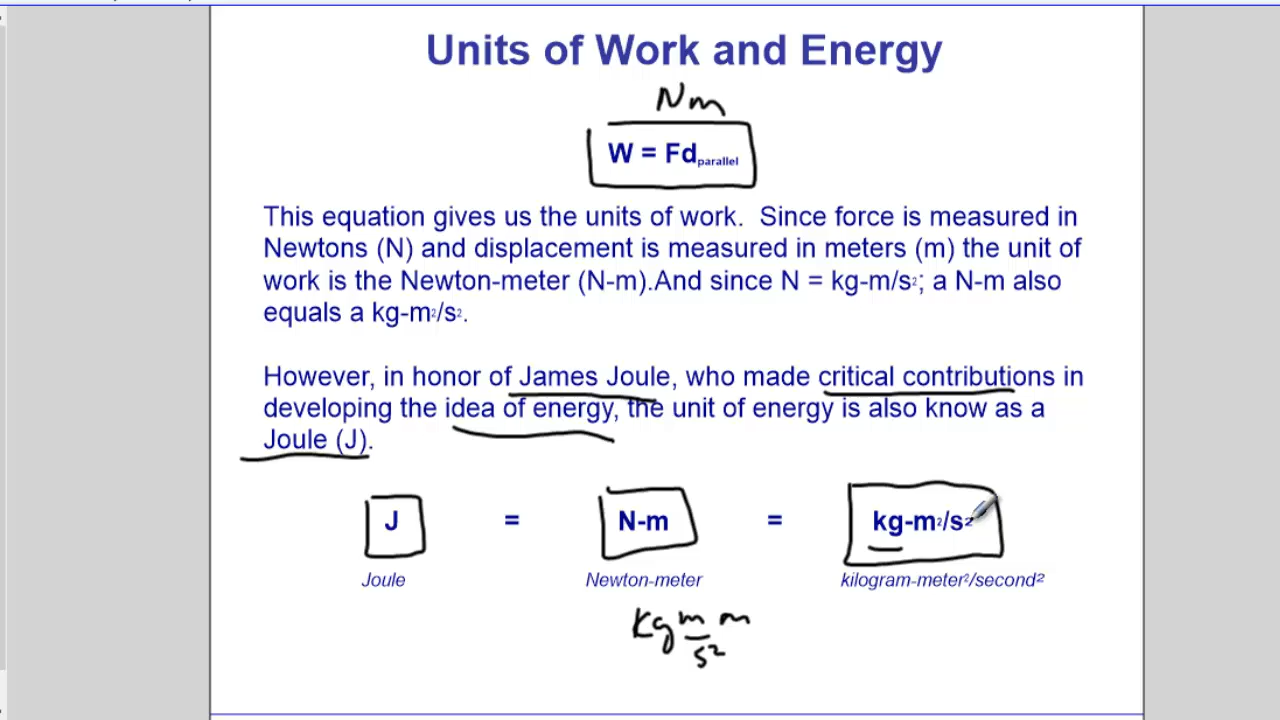 Units of Work and Energy
Nm
W = Fdparallel
This equation gives us the units of work. Since force is measured in
Newtons (N) and displacement is measured in meters (m) the unit of
work is the Newton-meter (N-m).And since N = kg-m/s²; a N-m also
equals a kg-m²/s².
However, in honor of James Joule, who made critical contributions in
developing the idea of energy, the unit of energy is also know as a
Joule (J).
J = N-m = kg-m²/s²
Joule Newton-meter kilogram-meter²/second²
kg m/s² m